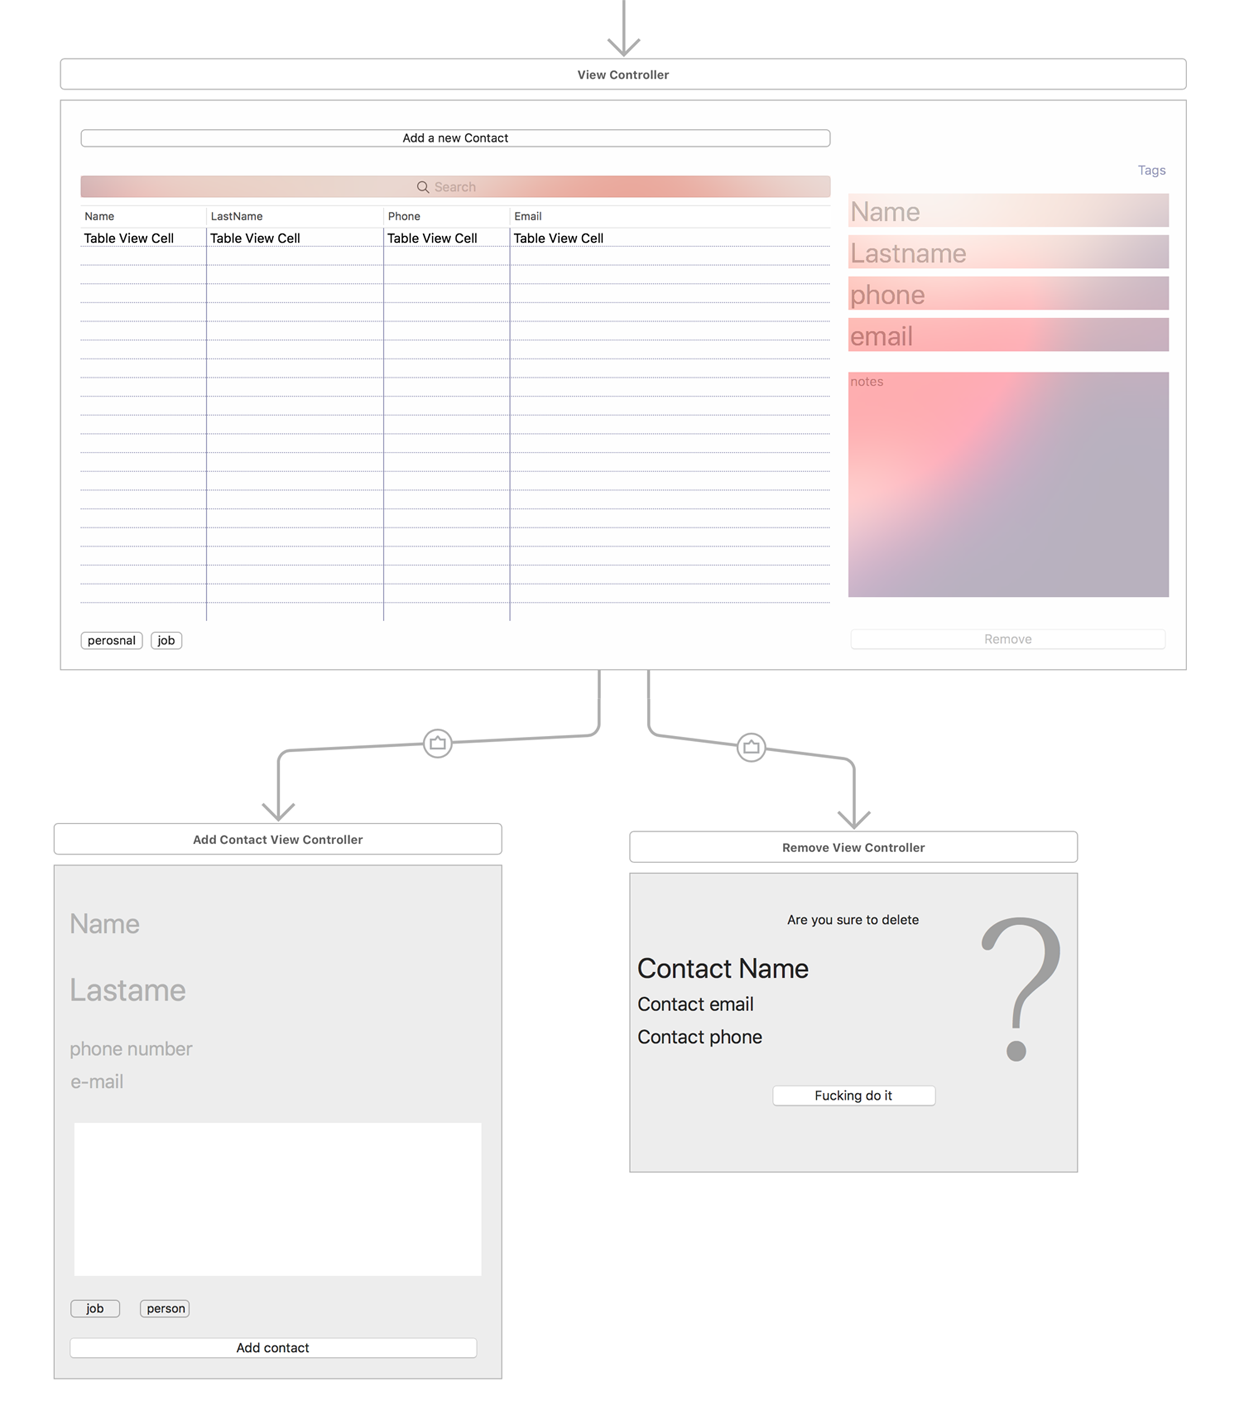 View Controller
Add a new Contact
Search
Name LastName Phone Email
Table View Cell Table View Cell Table View Cell Table View Cell
perosnal job
Tags
Name
Lastname
phone
email
notes
Remove
Add Contact View Controller
Name
Lastame
phone number
e-mail
job person
Add contact
Remove View Controller
Are you sure to delete
?
Contact Name
Contact email
Contact phone
Fucking do it